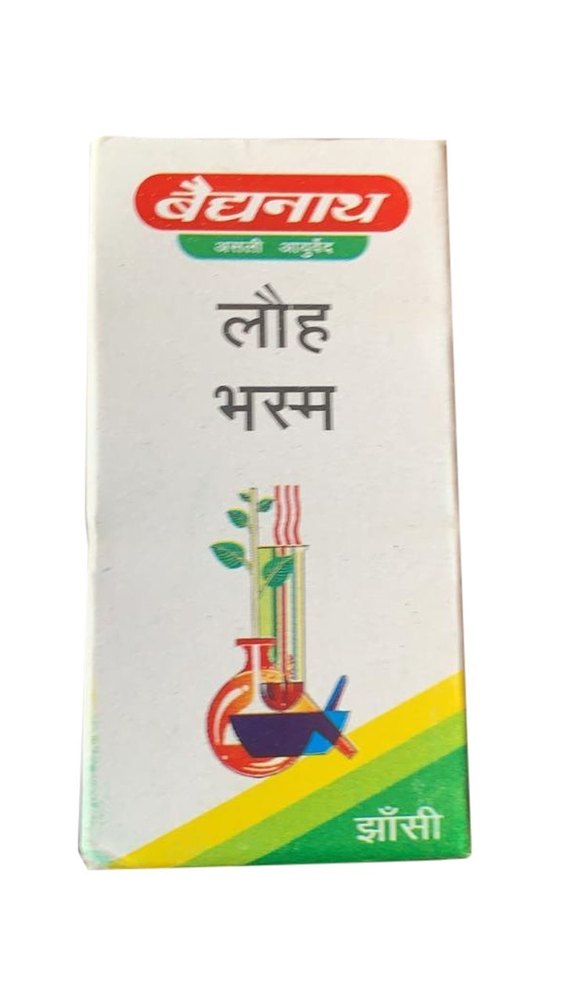 बैद्यनाथ
असली आयुर्वेद
लौह
भस्म
झाँसी